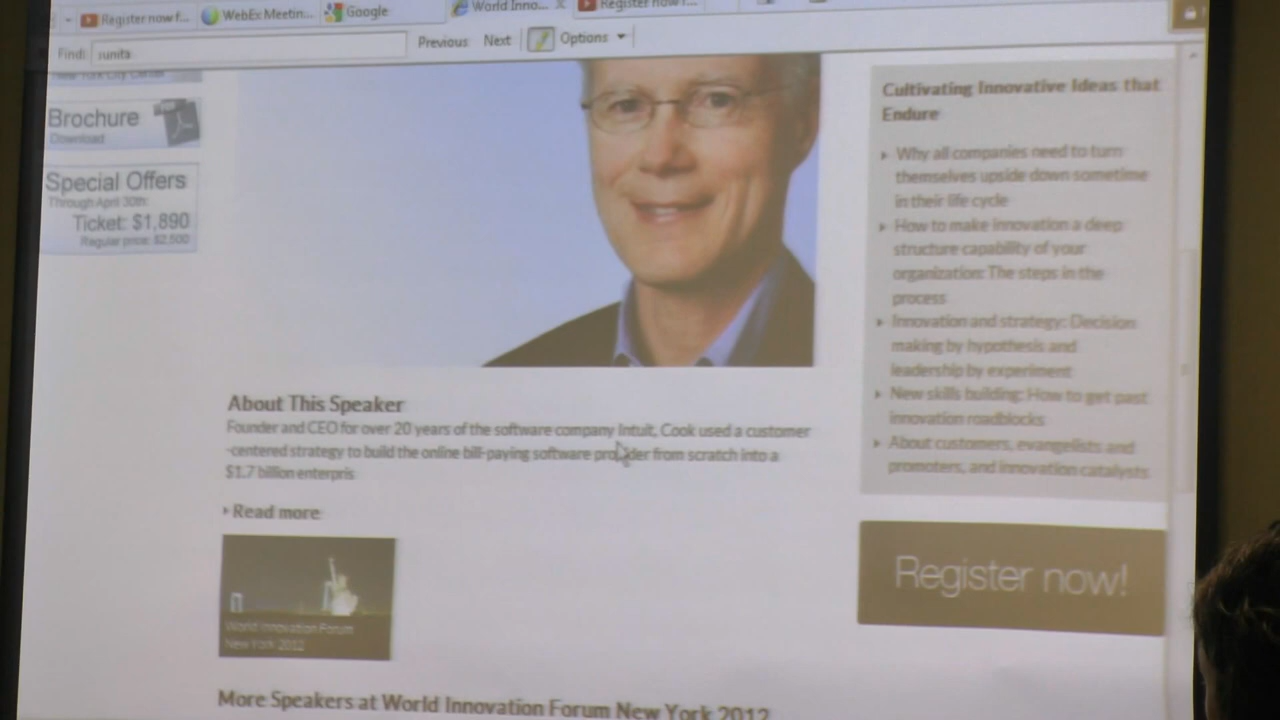 Register now f...
WebEx Meetin...
Google
World Inno...
Register now f...
Find: sunita
Previous
Next
Options
New York City Center
Brochure
Download
Special Offers
Through April 30th:
Ticket: $1,890
Regular price: $2,500
Cultivating Innovative Ideas that
Endure
Why all companies need to turn
themselves upside down sometime
in their life cycle
How to make innovation a deep
structure capability of your
organization: The steps in the
process
Innovation and strategy: Decision
making by hypothesis and
leadership by experiment
New skills building: How to get past
innovation roadblocks
About customers, evangelists and
promoters, and innovation catalysts
About This Speaker
Founder and CEO for over 20 years of the software company Intuit, Cook used a customer
-centered strategy to build the online bill-paying software provider from scratch into a
$1.7 billion enterpris
Read more
World Innovation Forum
New York 2012
Register now!
More Speakers at World Innovation Forum New York 2012